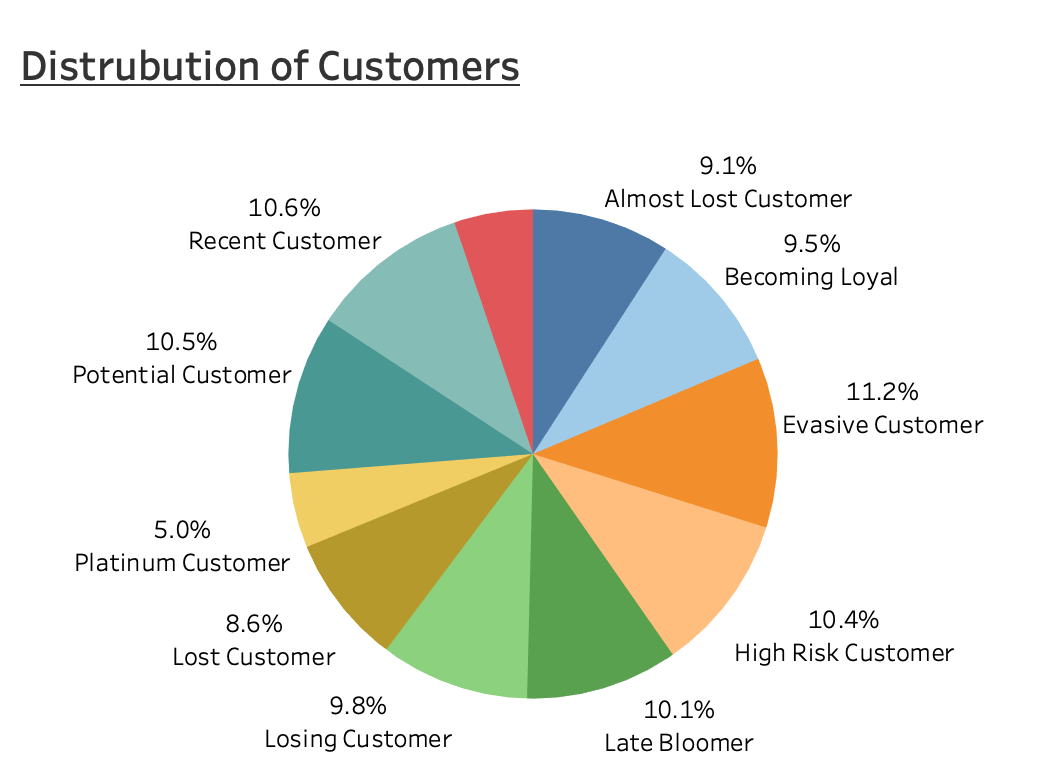 Distrubution of Customers
9.1%
Almost Lost Customer
9.5%
Becoming Loyal
11.2%
Evasive Customer
10.4%
High Risk Customer
10.1%
Late Bloomer
9.8%
Losing Customer
8.6%
Lost Customer
5.0%
Platinum Customer
10.5%
Potential Customer
10.6%
Recent Customer